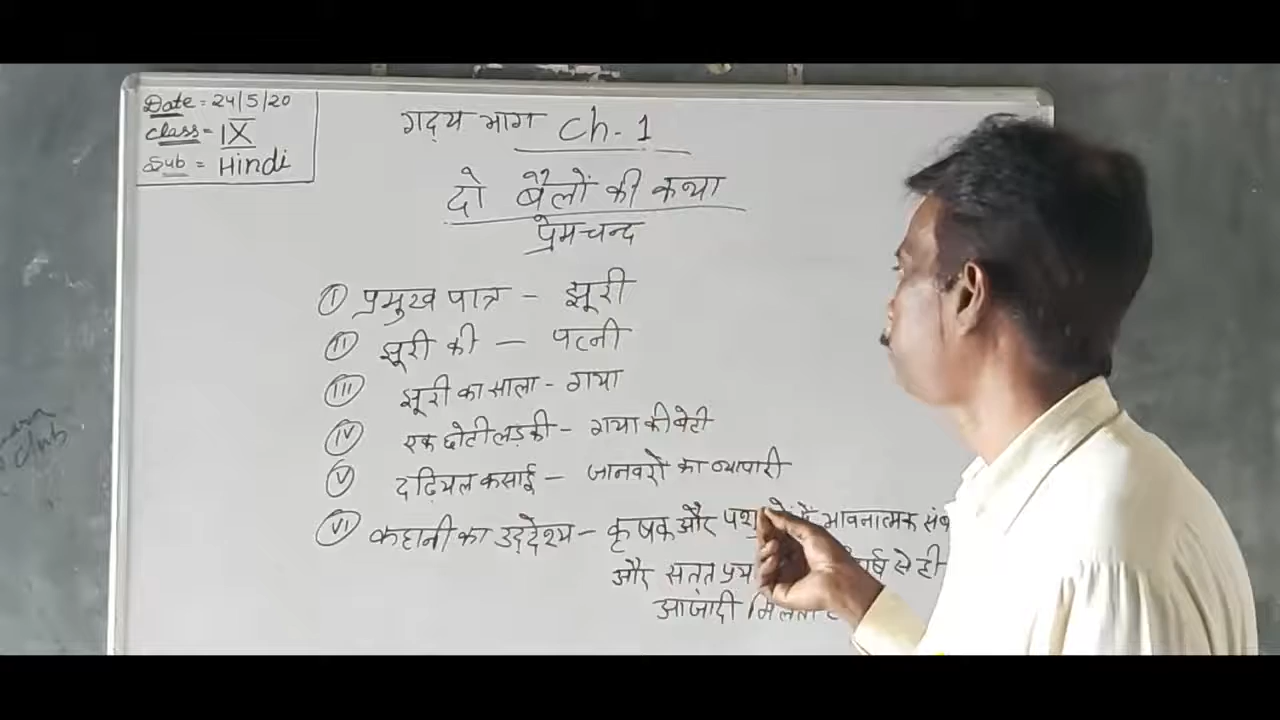 Date = 24/5/20
Class = IX
Sub = Hindi
गद्य भाग Ch. 1
दो बैलों की कथा
प्रेमचन्द
(I) प्रमुख पात्र - झूरी
(II) झूरी की - पत्नी
(III) झूरी का साला - गया
(IV) एक छोटी लड़की - गया की बेटी
(V) दढ़ियल कसाई - जानवरों का व्यापारी
(VI) कहानी का उद्देश्य - कृषक और भावनात्मक
और सतत् से ही
आजादी